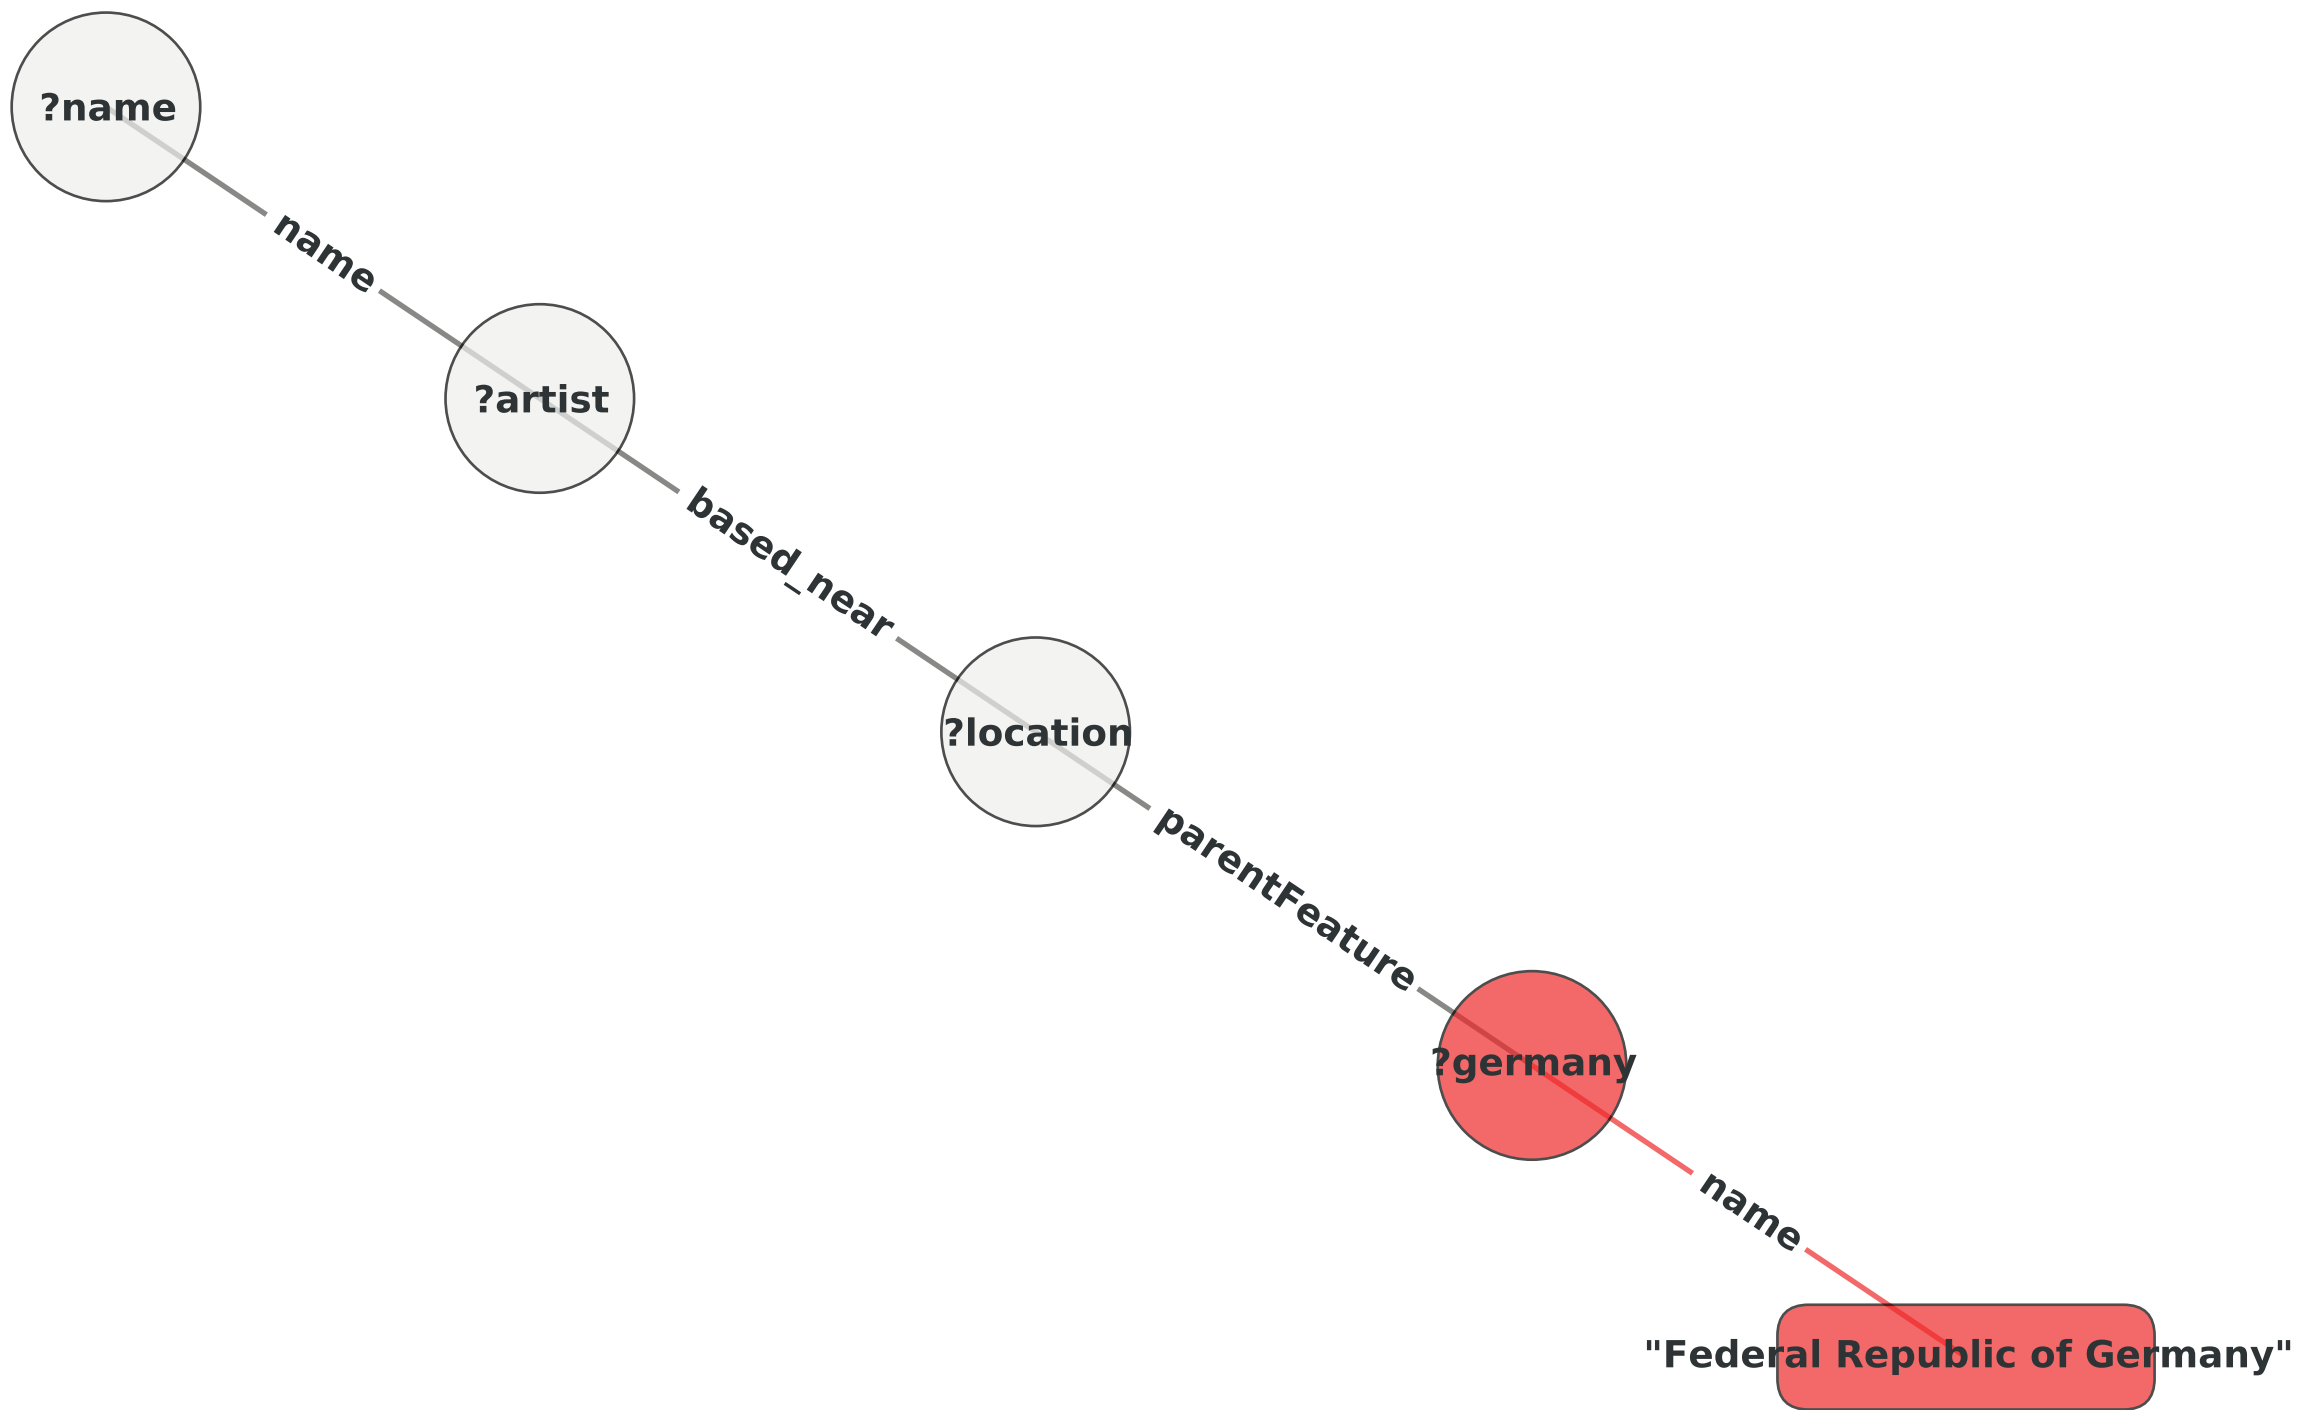 ?name
name
?artist
based_near
?location
parentFeature
?germany
name
"Federal Republic of Germany"